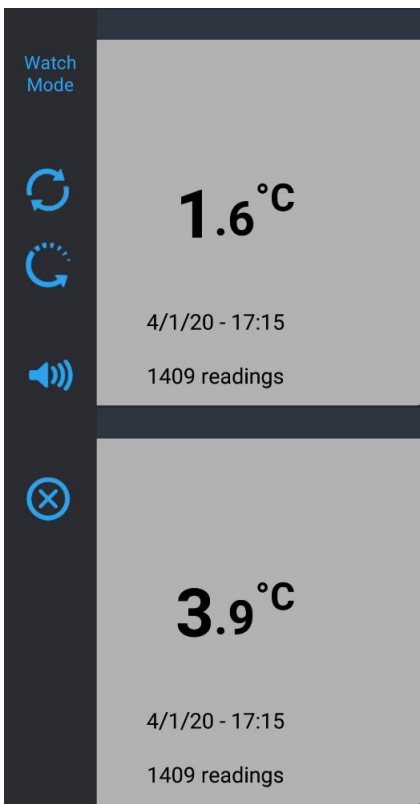 Watch
Mode
1.6°C
4/1/20 - 17:15
1409 readings
3.9°C
4/1/20 - 17:15
1409 readings